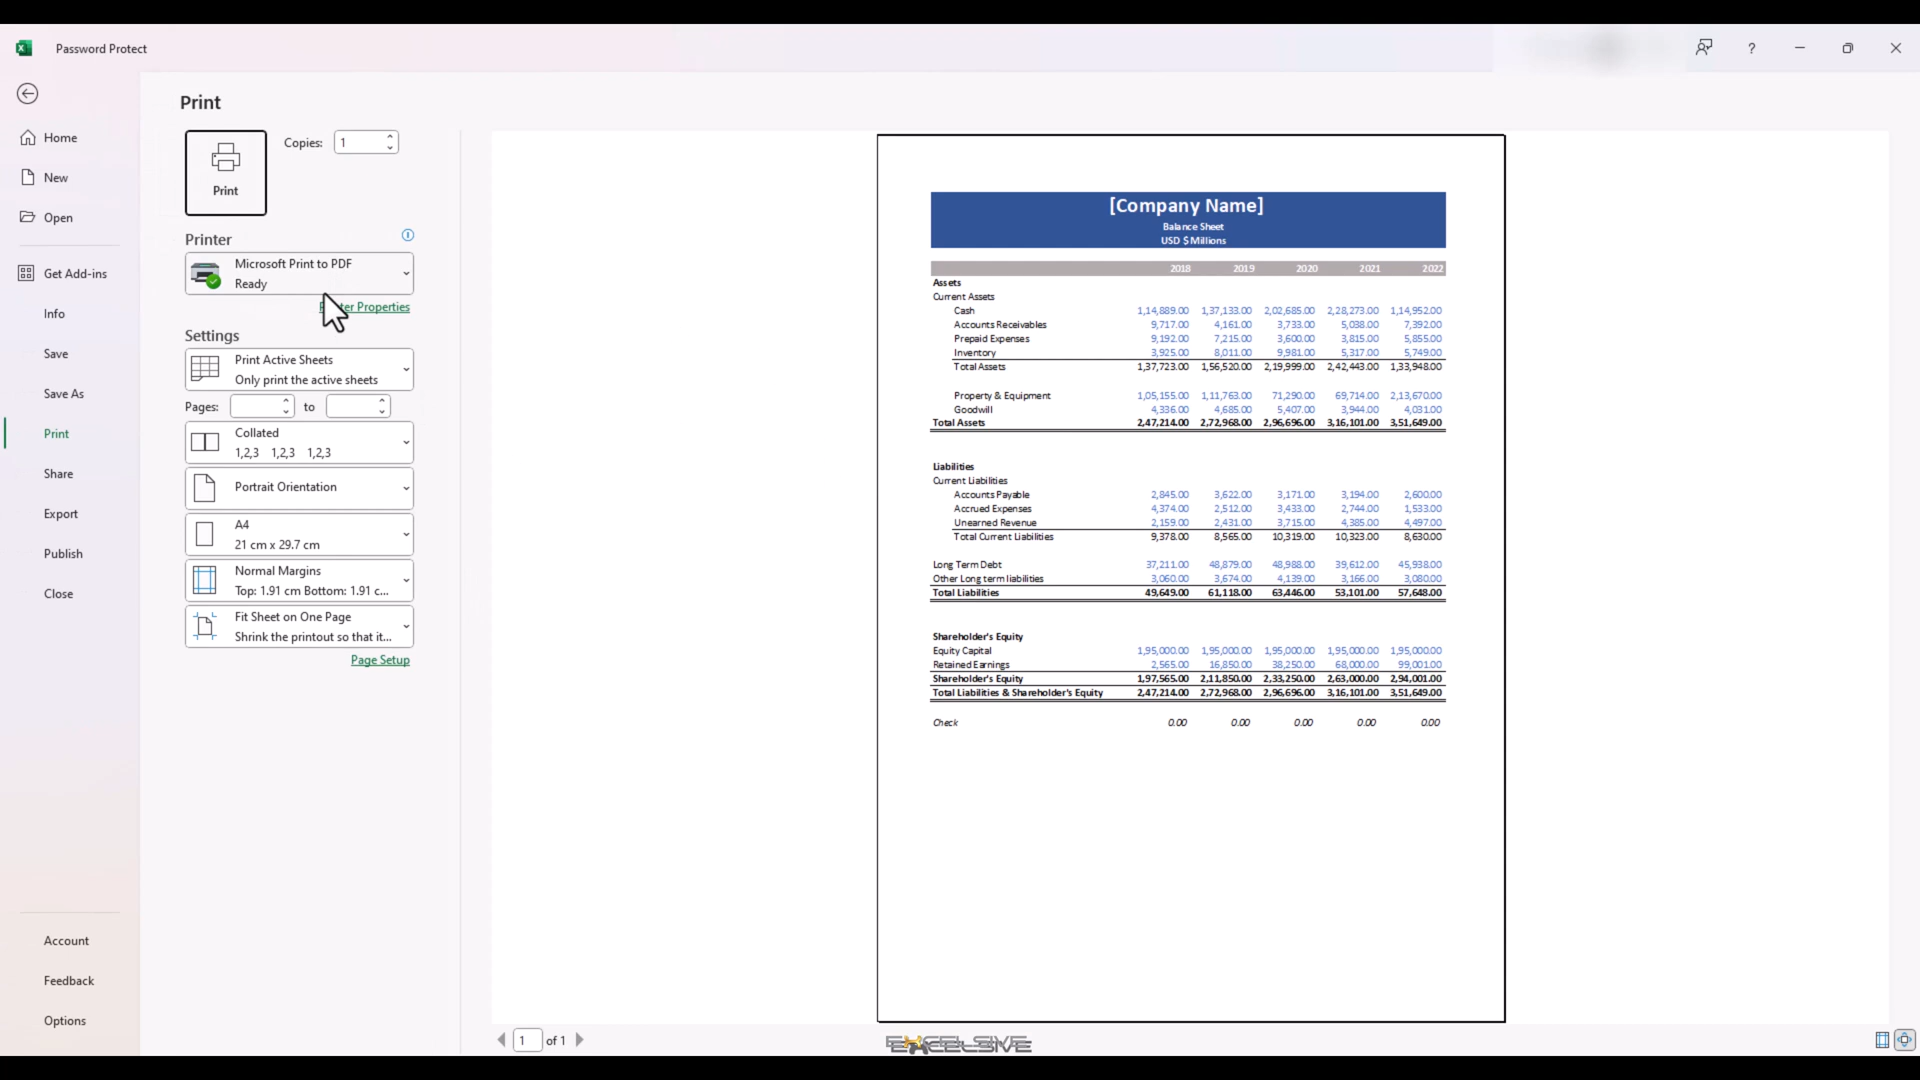 Password Protect
?
Print
Home
New
Open
Get Add-ins
Info
Save
Save As
Print
Share
Export
Publish
Close
Account
Feedback
Options
Print
Copies: 1
Printer
Microsoft Print to PDF
Ready
Properties
Settings
Print Active Sheets
Only print the active sheets
Pages: to
Collated
1,2,3 1,2,3 1,2,3
Portrait Orientation
A4
21 cm x 29.7 cm
Normal Margins
Top: 1.91 cm Bottom: 1.91 c...
Fit Sheet on One Page
Shrink the printout so that it...
Page Setup
[Company Name]
Balance Sheet
USD $ Millions
2018 2019 2020 2021 2022
Assets
Current Assets
Cash 1,14,889.00 1,37,133.00 2,02,685.00 2,28,273.00 1,14,952.00
Accounts Receivables 9,717.00 4,161.00 3,733.00 5,038.00 7,392.00
Prepaid Expenses 9,192.00 7,215.00 3,600.00 3,815.00 5,855.00
Inventory 3,925.00 8,011.00 9,981.00 5,317.00 5,749.00
Total Assets 1,37,723.00 1,56,520.00 2,19,999.00 2,42,443.00 1,33,948.00
Property & Equipment 1,05,155.00 1,11,763.00 71,290.00 69,714.00 2,13,670.00
Goodwill 4,336.00 4,685.00 5,407.00 3,944.00 4,031.00
Total Assets 2,47,214.00 2,72,968.00 2,96,696.00 3,16,101.00 3,51,649.00
Liabilities
Current Liabilities
Accounts Payable 2,845.00 3,622.00 3,171.00 3,194.00 2,600.00
Accrued Expenses 4,374.00 2,512.00 3,433.00 2,744.00 1,533.00
Unearned Revenue 2,159.00 2,431.00 3,715.00 4,385.00 4,497.00
Total Current Liabilities 9,378.00 8,565.00 10,319.00 10,323.00 8,630.00
Long Term Debt 37,211.00 48,879.00 48,988.00 39,612.00 45,938.00
Other Long term liabilities 3,060.00 3,674.00 4,139.00 3,166.00 3,080.00
Total Liabilities 49,649.00 61,118.00 63,446.00 53,101.00 57,648.00
Shareholder's Equity
Equity Capital 1,95,000.00 1,95,000.00 1,95,000.00 1,95,000.00 1,95,000.00
Retained Earnings 2,565.00 16,850.00 38,250.00 68,000.00 99,001.00
Shareholder's Equity 1,97,565.00 2,11,850.00 2,33,250.00 2,63,000.00 2,94,001.00
Total Liabilities & Shareholder's Equity 2,47,214.00 2,72,968.00 2,96,696.00 3,16,101.00 3,51,649.00
Check 0.00 0.00 0.00 0.00 0.00
1 of 1